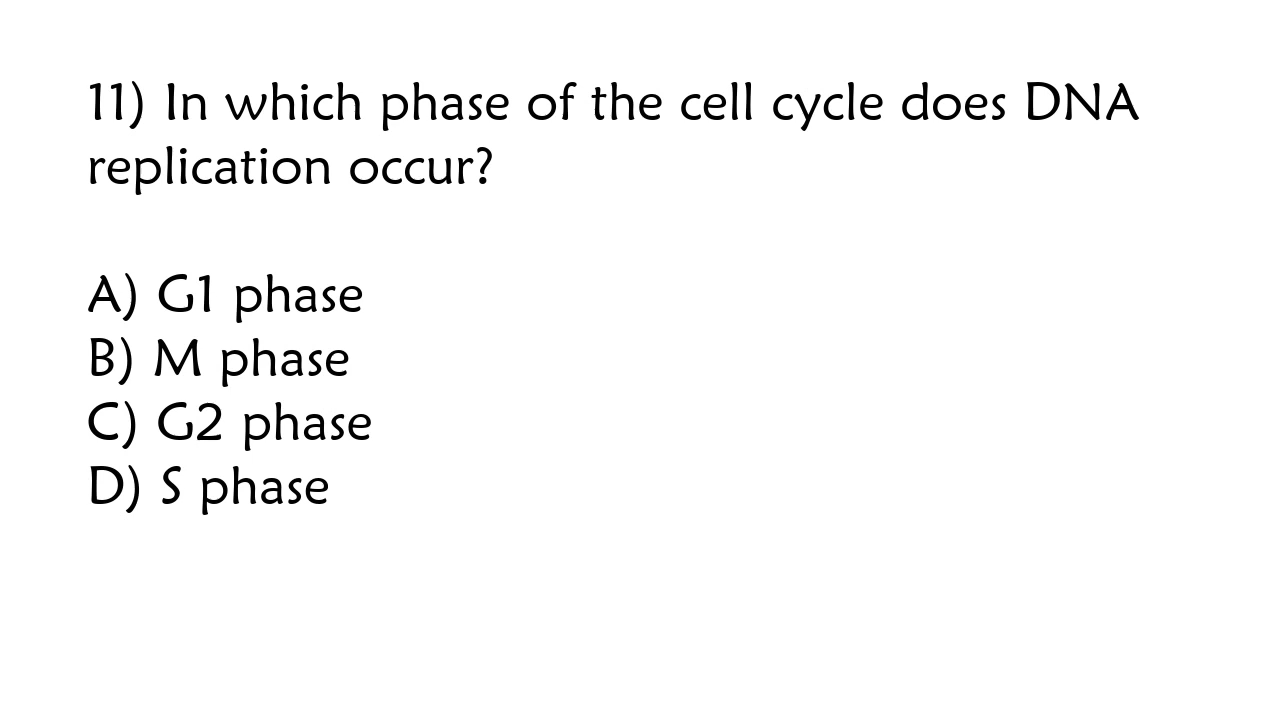 11) In which phase of the cell cycle does DNA
replication occur?
A) G1 phase
B) M phase
C) G2 phase
D) S phase